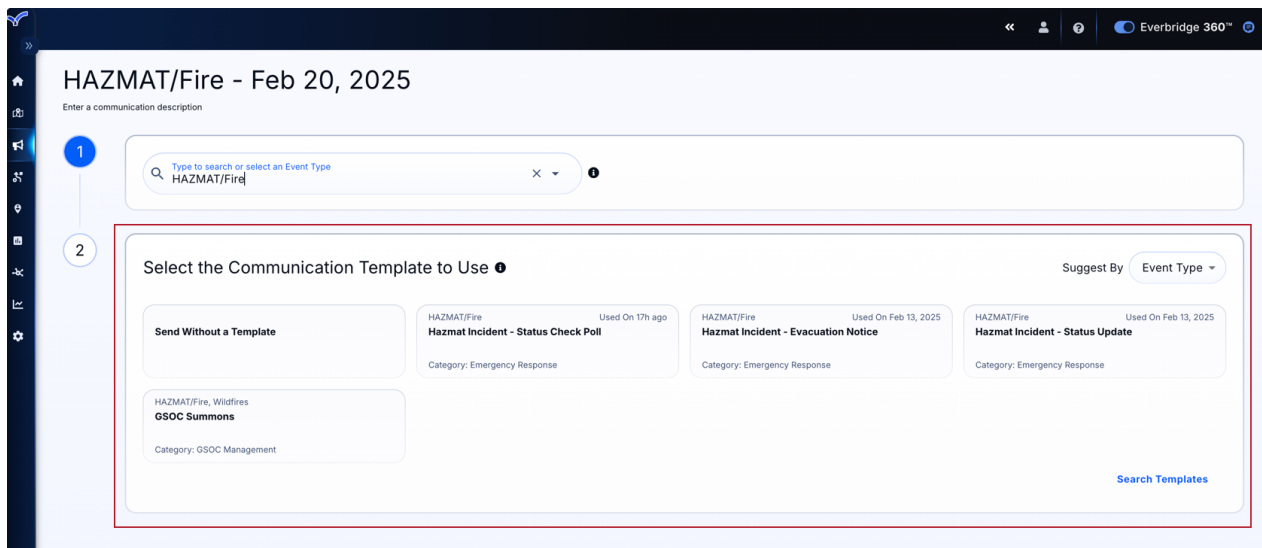 Everbridge 360™
HAZMAT/Fire - Feb 20, 2025
Enter a communication description
1
Type to search or select an Event Type
HAZMAT/Fire
2
Select the Communication Template to Use
Suggest By Event Type
Send Without a Template
HAZMAT/Fire Used On 17h ago
Hazmat Incident - Status Check Poll
Category: Emergency Response
HAZMAT/Fire Used On Feb 13, 2025
Hazmat Incident - Evacuation Notice
Category: Emergency Response
HAZMAT/Fire Used On Feb 13, 2025
Hazmat Incident - Status Update
Category: Emergency Response
HAZMAT/Fire, Wildfires
GSOC Summons
Category: GSOC Management
Search Templates